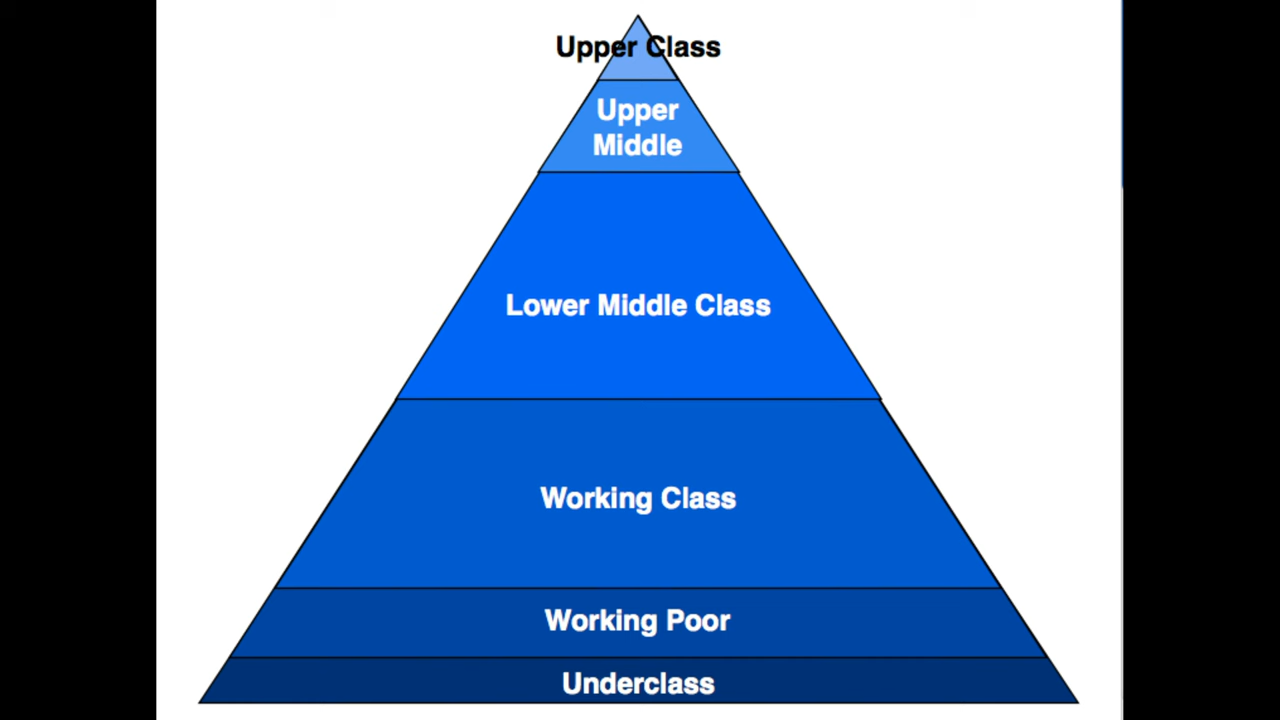 Upper Class
Upper
Middle
Lower Middle Class
Working Class
Working Poor
Underclass